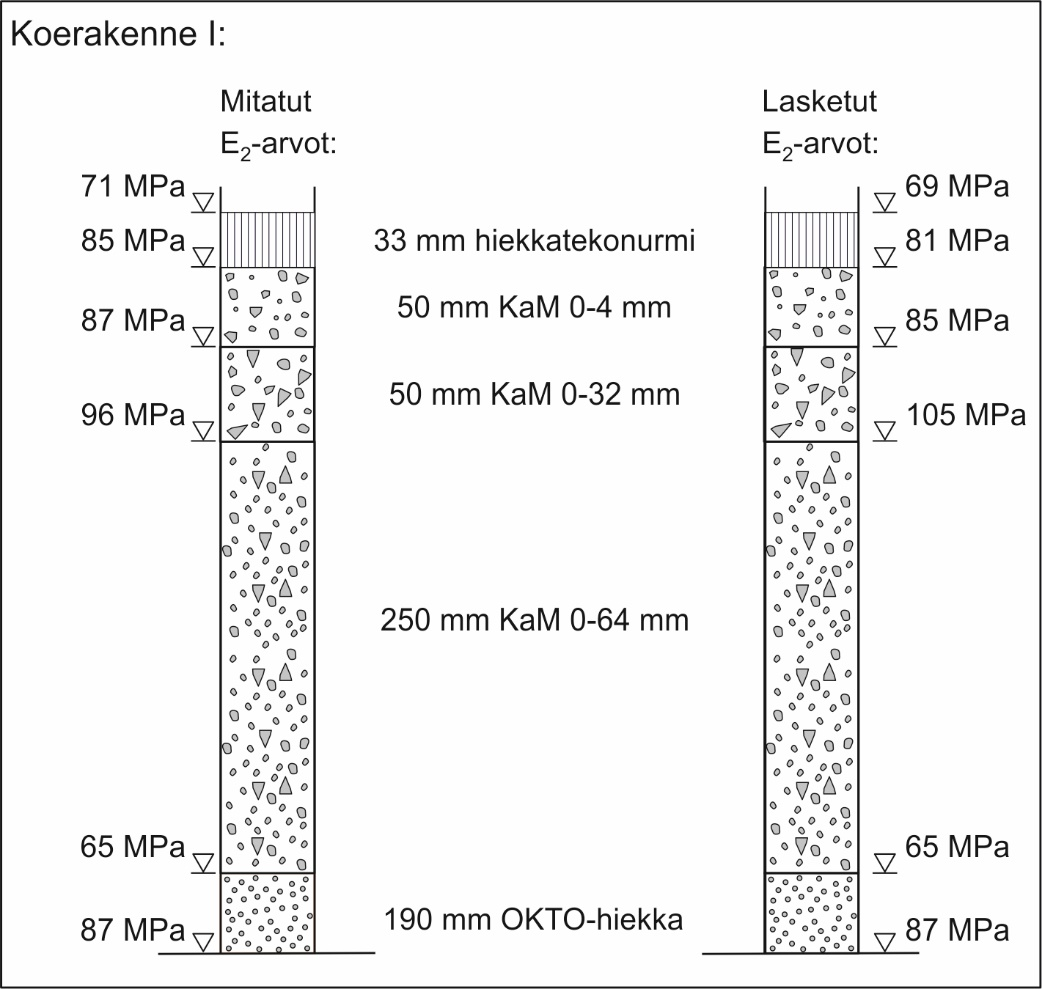 Koerakenne I:
Mitatut
E2-arvot:
Lasketut
E2-arvot:
71 MPa
69 MPa
85 MPa
33 mm hiekkatekonurmi
81 MPa
50 mm KaM 0-4 mm
87 MPa
85 MPa
50 mm KaM 0-32 mm
96 MPa
105 MPa
250 mm KaM 0-64 mm
65 MPa
65 MPa
190 mm OKTO-hiekka
87 MPa
87 MPa